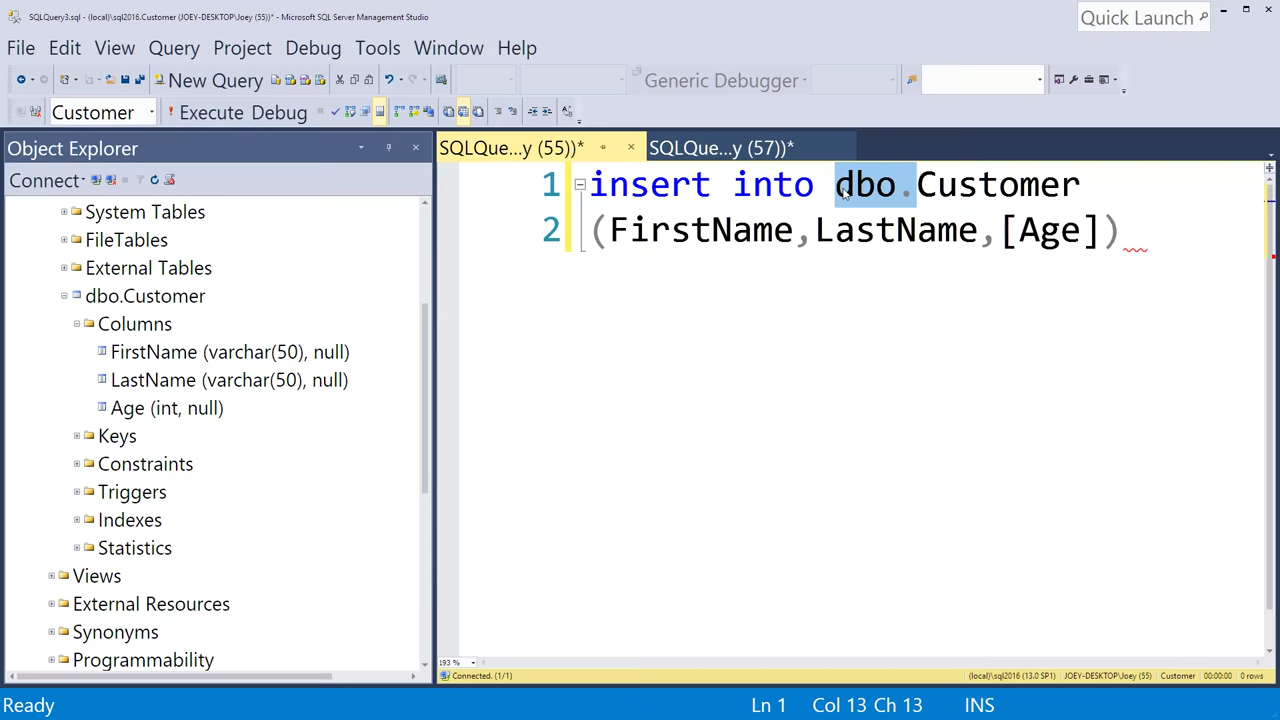 SQLQuery3.sql - (local)\sql2016.Customer (JOEY-DESKTOP\Joey (55))* - Microsoft SQL Server Management Studio
Quick Launch
File Edit View Query Project Debug Tools Window Help
New Query Generic Debugger
Customer Execute Debug
Object Explorer
Connect
System Tables
FileTables
External Tables
dbo.Customer
Columns
FirstName (varchar(50), null)
LastName (varchar(50), null)
Age (int, null)
Keys
Constraints
Triggers
Indexes
Statistics
Views
External Resources
Synonyms
Programmability
SQLQue...y (55))* SQLQue...y (57))*
1 insert into dbo.Customer
2 (FirstName,LastName,[Age])
193 %
Connected. (1/1) (local)\sql2016 (13.0 SP1) JOEY-DESKTOP\Joey (55) Customer 00:00:00 0 rows
Ready Ln 1 Col 13 Ch 13 INS